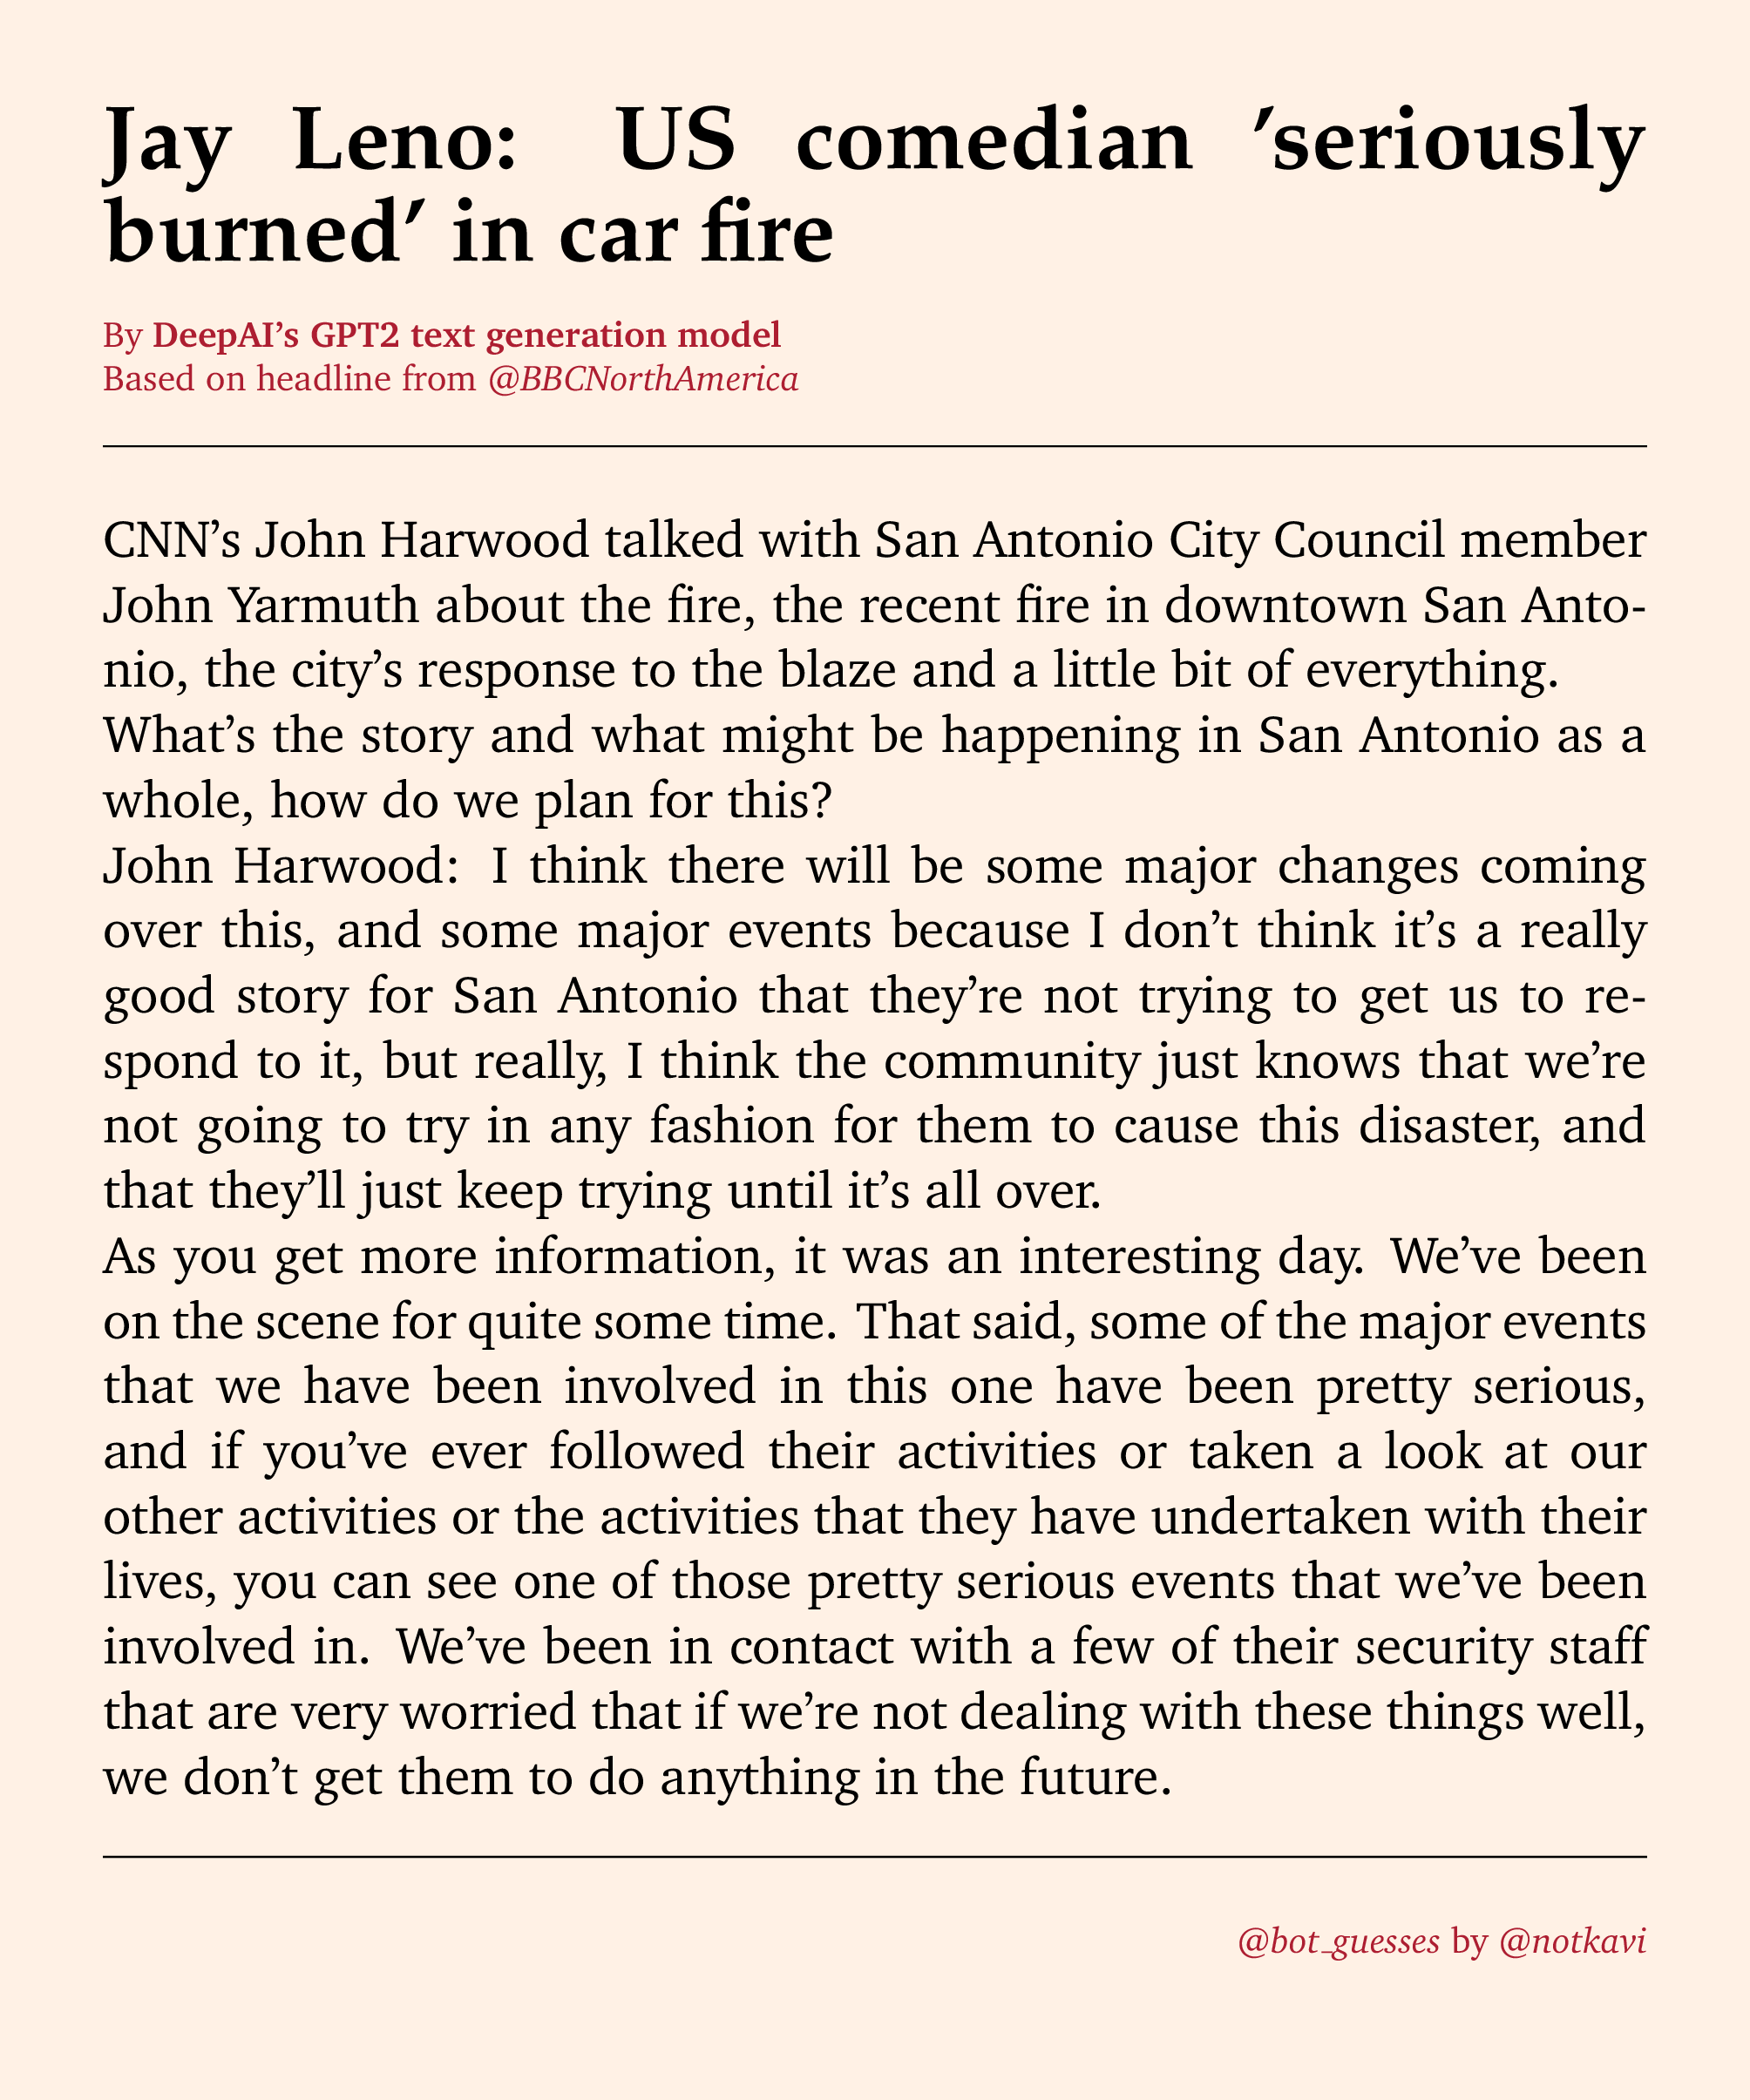 Jay Leno: US comedian ’seriously
burned’ in car fire
By DeepAI’s GPT2 text generation model
Based on headline from @BBCNorthAmerica
CNN’s John Harwood talked with San Antonio City Council member
John Yarmuth about the fire, the recent fire in downtown San Anto-
nio, the city’s response to the blaze and a little bit of everything.
What’s the story and what might be happening in San Antonio as a
whole, how do we plan for this?
John Harwood: I think there will be some major changes coming
over this, and some major events because I don’t think it’s a really
good story for San Antonio that they’re not trying to get us to re-
spond to it, but really, I think the community just knows that we’re
not going to try in any fashion for them to cause this disaster, and
that they’ll just keep trying until it’s all over.
As you get more information, it was an interesting day. We’ve been
on the scene for quite some time. That said, some of the major events
that we have been involved in this one have been pretty serious,
and if you’ve ever followed their activities or taken a look at our
other activities or the activities that they have undertaken with their
lives, you can see one of those pretty serious events that we’ve been
involved in. We’ve been in contact with a few of their security staff
that are very worried that if we’re not dealing with these things well,
we don’t get them to do anything in the future.
@bot_guesses by @notkavi